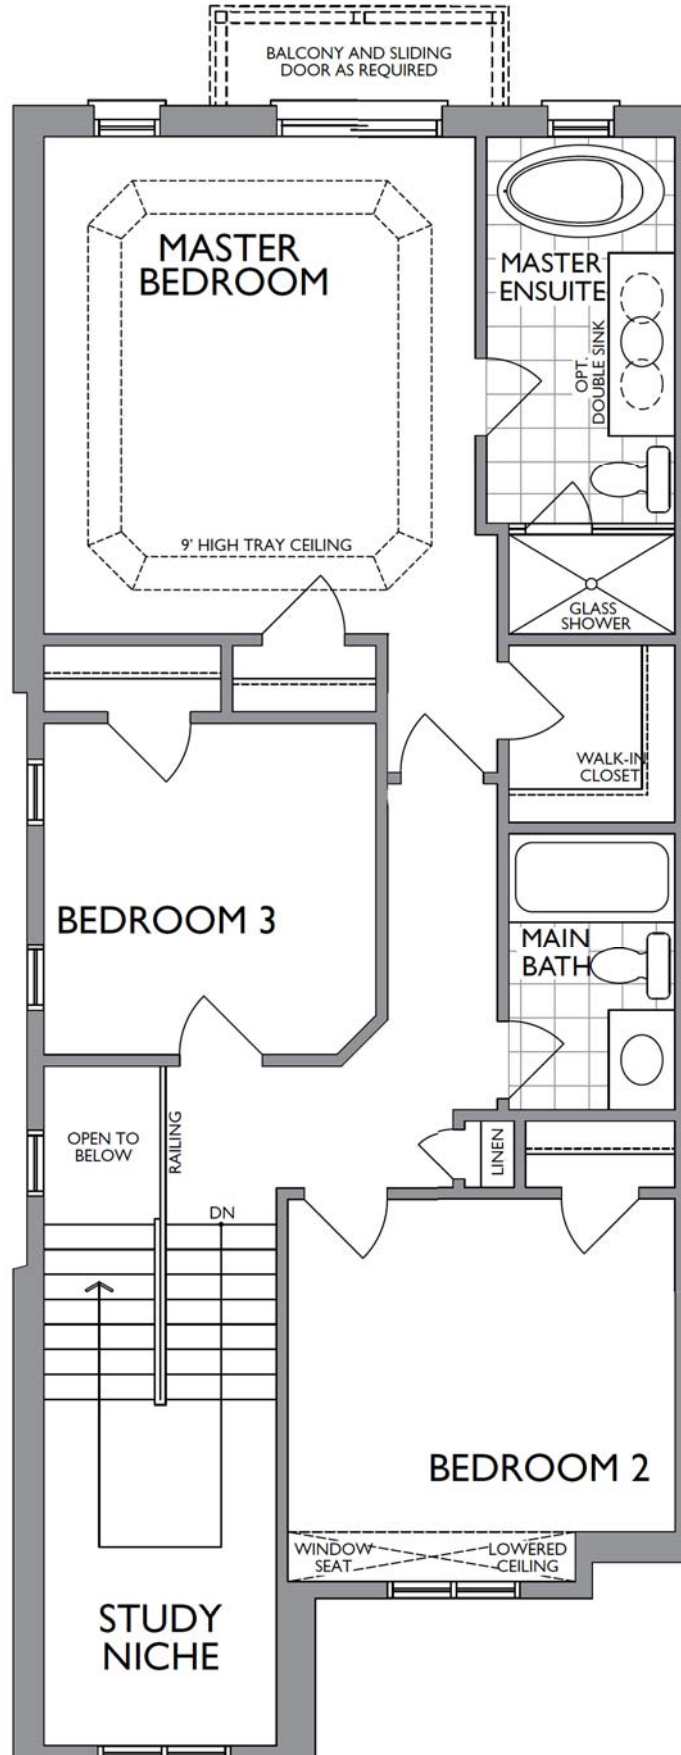 BALCONY AND SLIDING
DOOR AS REQUIRED
MASTER
BEDROOM
MASTER
ENSUITE
OPT.
DOUBLE SINK
9' HIGH TRAY CEILING
GLASS
SHOWER
WALK-IN
CLOSET
BEDROOM 3
MAIN
BATH
OPEN TO
BELOW
RAILING
LINEN
DN
BEDROOM 2
WINDOW
SEAT
LOWERED
CEILING
STUDY
NICHE